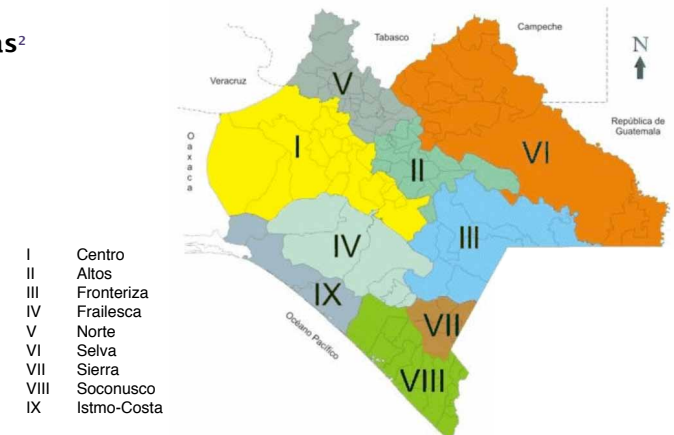 as²
Campeche
Tabasco
N
Veracruz
V
República de
Guatemala
Oaxaca
I
II
VI
III
IV
IX
VII
VIII
Océano Pacífico
I Centro
II Altos
III Fronteriza
IV Frailesca
V Norte
VI Selva
VII Sierra
VIII Soconusco
IX Istmo-Costa